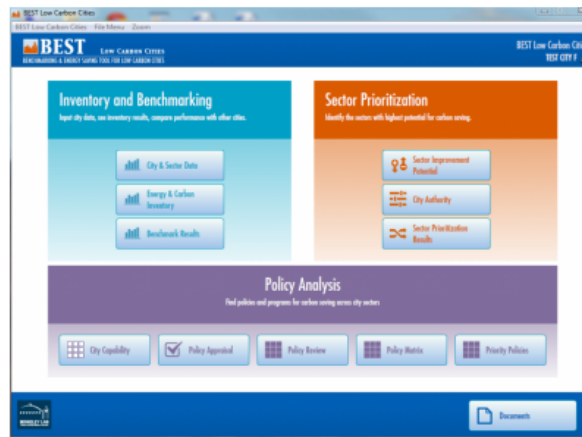 BEST Low Carbon Cities
BEST Low Carbon Cities File Menu Zoom
BEST LOW CARBON CITIES
BENCHMARKING & ENERGY SAVING TOOL FOR LOW CARBON CITIES
BEST Low Carbon Citi
TEST CITY F
Inventory and Benchmarking
Input city data, see inventory results, compare performance with other cities.
City & Sector Data
Energy & Carbon
Inventory
Benchmark Results
Sector Prioritization
Identify the sectors with highest potential for carbon saving.
Sector Improvement
Potential
City Authority
Sector Prioritization
Results
Policy Analysis
Find policies and programs for carbon saving across city sectors
City Capability
Policy Appraisal
Policy Review
Policy Matrix
Priority Policies
BERKELEY LAB
Documents